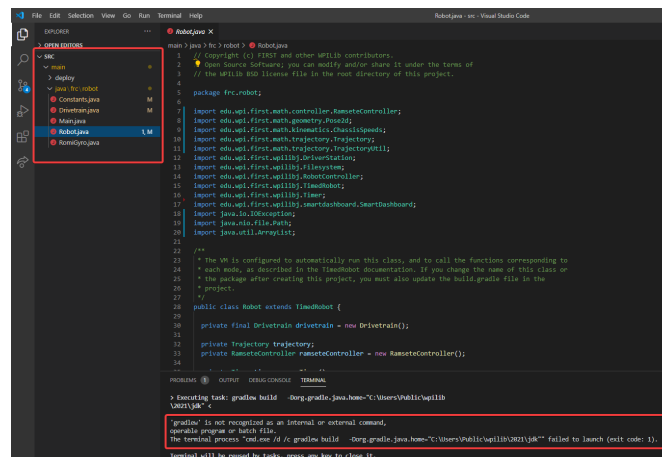 File Edit Selection View Go Run Terminal Help
Robot.java - src - Visual Studio Code
EXPLORER
OPEN EDITORS
SRC
main
deploy
java\frc\robot
Constants.java M
Drivetrain.java M
Main.java
Robot.java 1, M
RomiGyro.java
Robot.java
main > java > frc > robot > Robot.java
1 // Copyright (c) FIRST and other WPILib contributors.
2 // Open Source Software; you can modify and/or share it under the terms of
3 // the WPILib BSD license file in the root directory of this project.
4
5 package frc.robot;
6
7 import edu.wpi.first.math.controller.RamseteController;
8 import edu.wpi.first.math.geometry.Pose2d;
9 import edu.wpi.first.math.kinematics.ChassisSpeeds;
10 import edu.wpi.first.math.trajectory.Trajectory;
11 import edu.wpi.first.math.trajectory.TrajectoryUtil;
12 import edu.wpi.first.wpilibj.DriverStation;
13 import edu.wpi.first.wpilibj.Filesystem;
14 import edu.wpi.first.wpilibj.RobotController;
15 import edu.wpi.first.wpilibj.TimedRobot;
16 import edu.wpi.first.wpilibj.Timer;
17 import edu.wpi.first.wpilibj.smartdashboard.SmartDashboard;
18 import java.io.IOException;
19 import java.nio.file.Path;
20 import java.util.ArrayList;
21
22 /**
23 * The VM is configured to automatically run this class, and to call the functions corresponding to
24 * each mode, as described in the TimedRobot documentation. If you change the name of this class or
25 * the package after creating this project, you must also update the build.gradle file in the
26 * project.
27 */
28 public class Robot extends TimedRobot {
29
30 private final Drivetrain drivetrain = new Drivetrain();
31
32 private Trajectory trajectory;
33 private RamseteController ramseteController = new RamseteController();
34
PROBLEMS 1 OUTPUT DEBUG CONSOLE TERMINAL
> Executing task: gradlew build -Dorg.gradle.java.home="C:\Users\Public\wpilib
\2021\jdk" <
'gradlew' is not recognized as an internal or external command,
operable program or batch file.
The terminal process "cmd.exe /d /c gradlew build -Dorg.gradle.java.home="C:\Users\Public\wpilib\2021\jdk"" failed to launch (exit code: 1).
Terminal will be reused by tasks, press any key to close it.